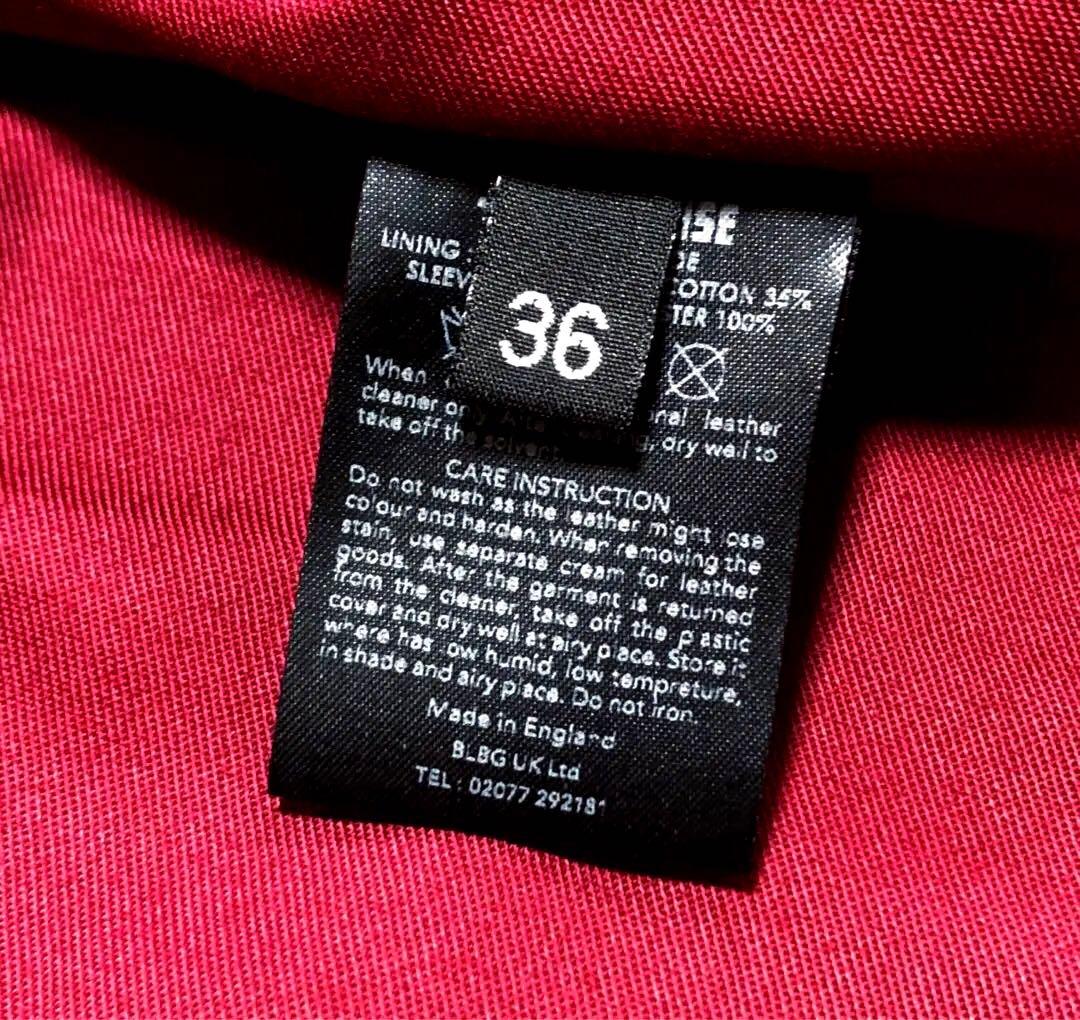 36
LINING
COTTON 35%
100%
When leather
cleaner only. After dry well to
take off the solvent.
CARE INSTRUCTION
Do not wash as the leather might lose
colour and harden. When removing the
stain, use separate cream for leather
goods. After the garment is returned
from the cleaner, take off the plastic
cover and dry well at airy place. Store it
where has low humid, low tempreture,
in shade and airy place. Do not iron.
Made in England
BLBG UK Ltd
TEL : 02077 292181